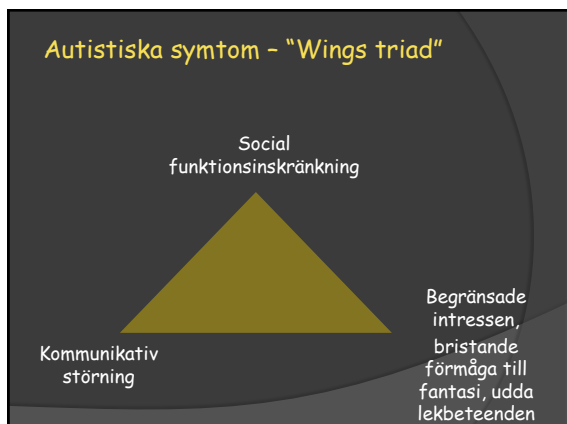 Autistiska symtom – “Wings triad”
Social
funktionsinskränkning
Kommunikativ
störning
Begränsade
intressen,
bristande
förmåga till
fantasi, udda
lekbeteenden